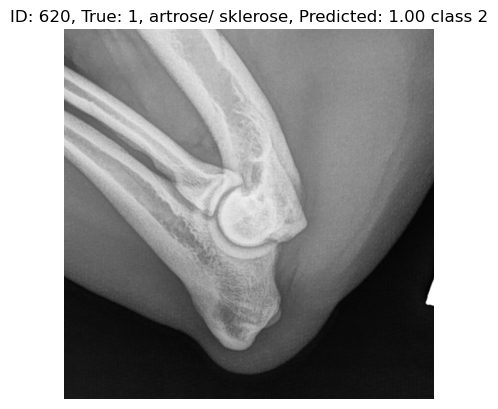 ID: 620, True: 1, artrose/ sklerose, Predicted: 1.00 class 2